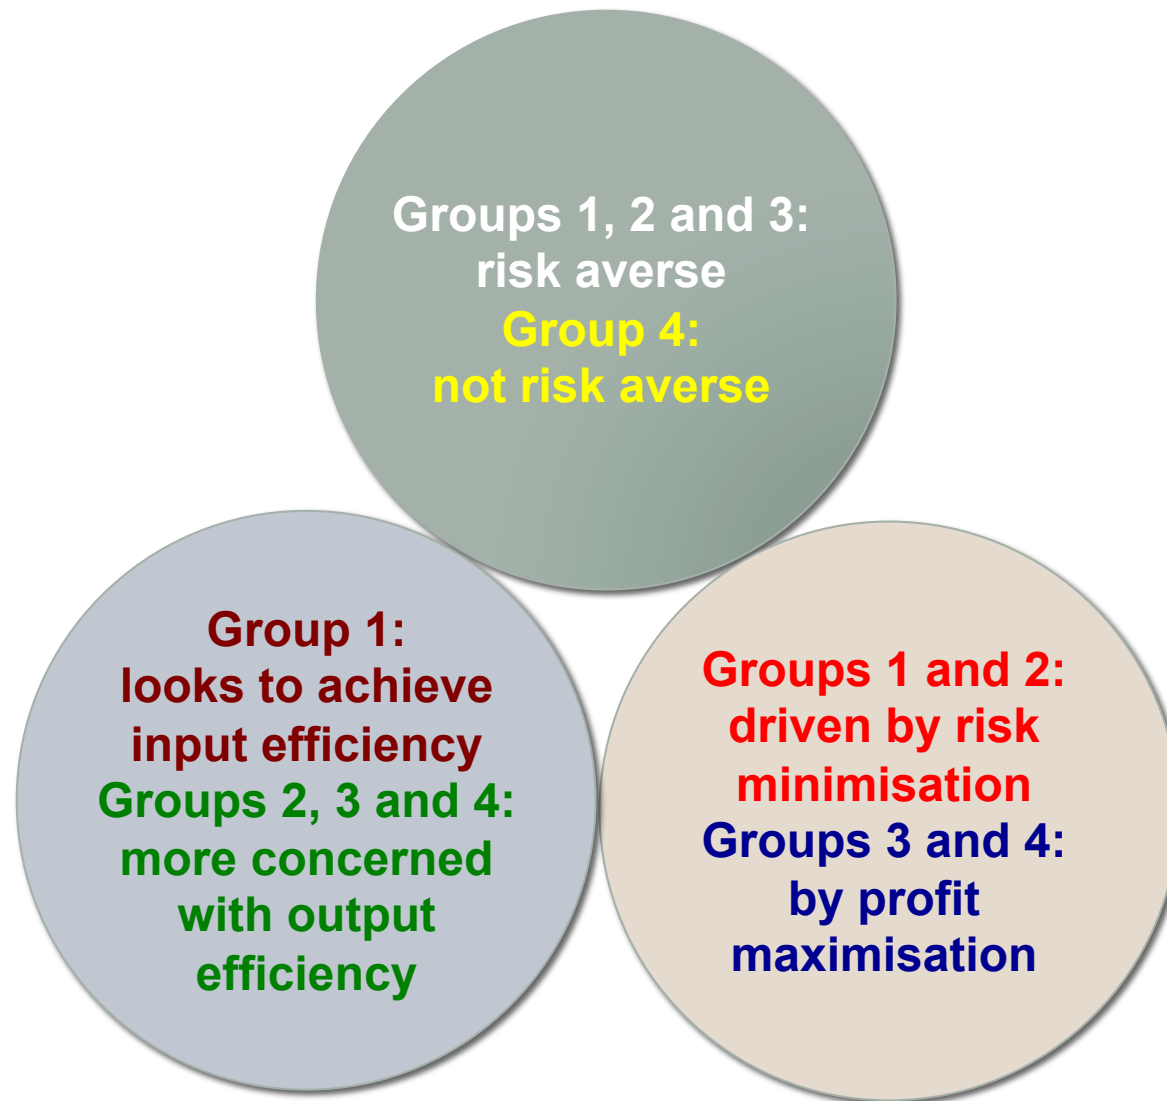 Groups 1, 2 and 3:
risk averse
Group 4:
not risk averse
Group 1:
looks to achieve
input efficiency
Groups 2, 3 and 4:
more concerned
with output
efficiency
Groups 1 and 2:
driven by risk
minimisation
Groups 3 and 4:
by profit
maximisation